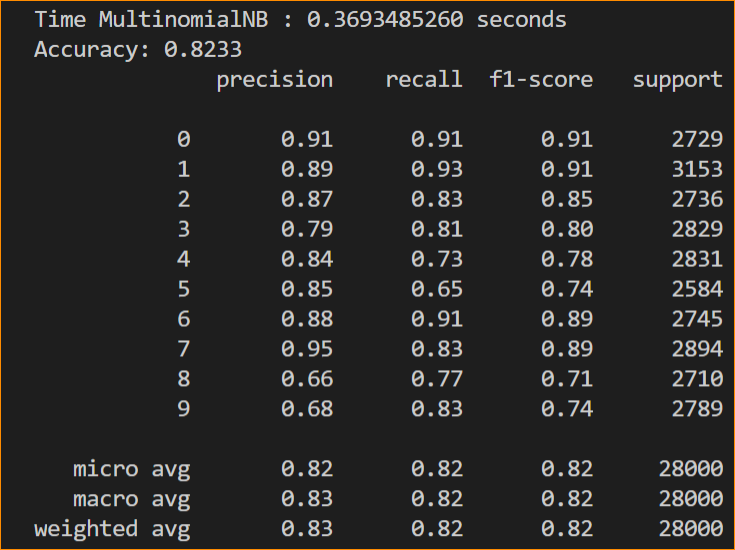 Time MultinomialNB : 0.3693485260 seconds
Accuracy: 0.8233
precision recall f1-score support
0 0.91 0.91 0.91 2729
1 0.89 0.93 0.91 3153
2 0.87 0.83 0.85 2736
3 0.79 0.81 0.80 2829
4 0.84 0.73 0.78 2831
5 0.85 0.65 0.74 2584
6 0.88 0.91 0.89 2745
7 0.95 0.83 0.89 2894
8 0.66 0.77 0.71 2710
9 0.68 0.83 0.74 2789
micro avg 0.82 0.82 0.82 28000
macro avg 0.83 0.82 0.82 28000
weighted avg 0.83 0.82 0.82 28000